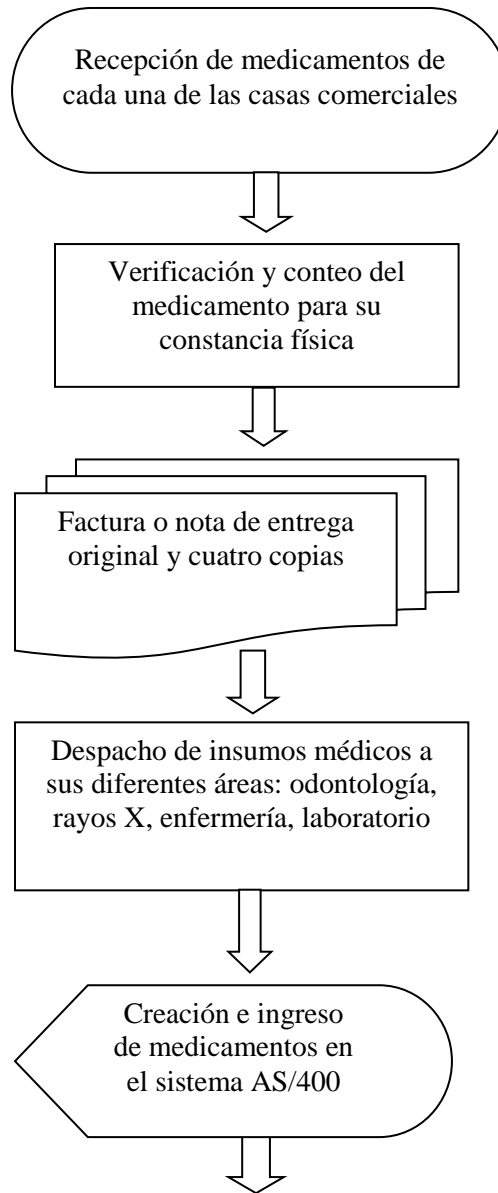 Recepción de medicamentos de
cada una de las casas comerciales
Verificación y conteo del
medicamento para su
constancia física
Factura o nota de entrega
original y cuatro copias
Despacho de insumos médicos a
sus diferentes áreas: odontología,
rayos X, enfermería, laboratorio
Creación e ingreso
de medicamentos en
el sistema AS/400